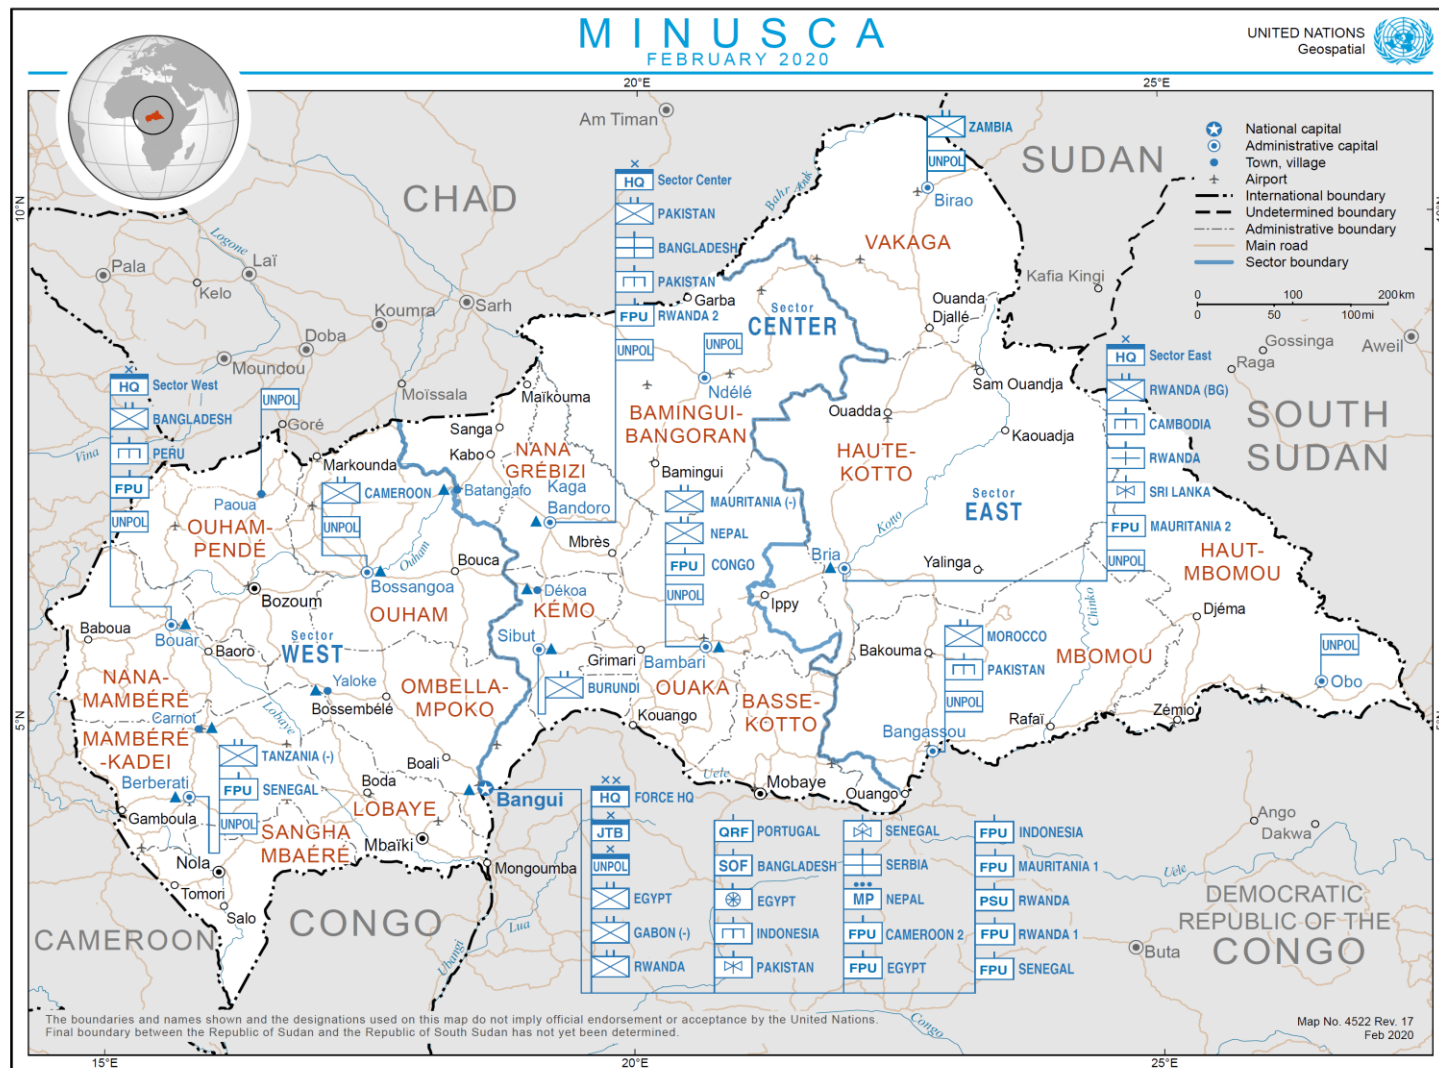 MINUSCA
FEBRUARY 2020
UNITED NATIONS
Geospatial
20°E
25°E
10°N
10°N
5°N
5°N
15°E
20°E
25°E
National capital
Administrative capital
Town, village
Airport
International boundary
Undetermined boundary
Administrative boundary
Main road
Sector boundary
0 100 200 km
0 50 100 mi
CHAD
SUDAN
SOUTH
SUDAN
CAMEROON
CONGO
DEMOCRATIC
REPUBLIC OF THE
CONGO
Am Timan
Bahr Aouk
Logone
Pala
Laï
Kelo
Koumra
Sarh
Doba
Moundou
Moïssala
Goré
Vina
Kafia Kingi
Gossinga
Raga
Aweil
ZAMBIA
UNPOL
Birao
VAKAGA
Garba
Ouanda
Djallé
Sam Ouandja
Sector
CENTER
HQ Sector Center
PAKISTAN
BANGLADESH
PAKISTAN
FPU RWANDA 2
UNPOL
UNPOL
Ndélé
BAMINGUI-
BANGORAN
Bamingui
Maïkouma
Sanga
Kabo
NANA
GRÉBIZI
Kaga
Bandoro
Batangafo
Mbrès
Ouadda
Kaouadja
HAUTE-
KOTTO
Sector
EAST
Kotto
Bria
Yalinga
Ippy
HQ Sector East
RWANDA (BG)
CAMBODIA
RWANDA
SRI LANKA
FPU MAURITANIA 2
UNPOL
HAUT-
MBOMOU
Djéma
Chinko
UNPOL
Obo
Zémio
Rafaï
MBOMOU
Bakouma
MOROCCO
PAKISTAN
UNPOL
Bangassou
Ouango
HQ Sector West
BANGLADESH
PERU
FPU
UNPOL
UNPOL
Paoua
Markounda
OUHAM-
PENDÉ
CAMEROON
UNPOL
Ouham
Bossangoa
Bouca
OUHAM
Bozoum
Baboua
Bouar
Baoro
Sector
WEST
NANA-
MAMBÉRÉ
Yaloke
Bossembélé
OMBELLA-
MPOKO
Lobaye
Carnot
MAMBÉRÉ
-KADEI
Berberati
Gamboula
TANZANIA (-)
FPU SENEGAL
UNPOL
SANGHA
MBAÉRÉ
Nola
Tomori
Salo
Boali
Boda
LOBAYE
Mbaïki
Bangui
Mongoumba
Dékoa
KÉMO
Sibut
BURUNDI
Grimari
Bambari
OUAKA
Kouango
MAURITANIA (-)
NEPAL
FPU CONGO
UNPOL
BASSE-
KOTTO
Uele
Mobaye
Lua
Ubangi
Congo
Uele
Ango
Dakwa
Buta
HQ FORCE HQ
JTB
UNPOL
EGYPT
GABON (-)
RWANDA
QRF PORTUGAL
SOF BANGLADESH
EGYPT
INDONESIA
PAKISTAN
SENEGAL
SERBIA
MP NEPAL
FPU CAMEROON 2
FPU EGYPT
FPU INDONESIA
FPU MAURITANIA 1
PSU RWANDA
FPU RWANDA 1
FPU SENEGAL
The boundaries and names shown and the designations used on this map do not imply official endorsement or acceptance by the United Nations.
Final boundary between the Republic of Sudan and the Republic of South Sudan has not yet been determined.
Map No. 4522 Rev. 17
Feb 2020